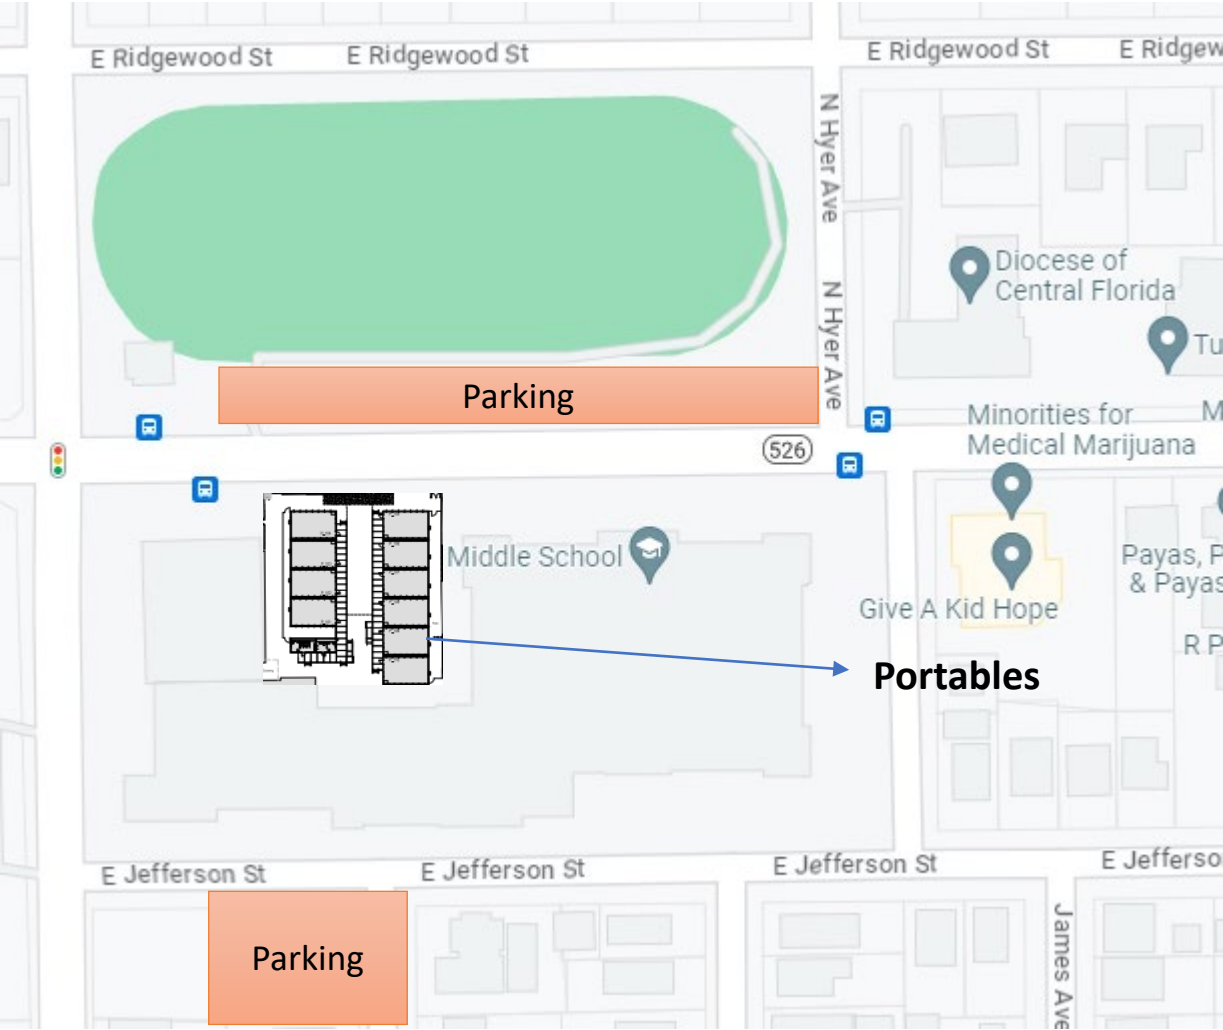 E Ridgewood St
E Ridgewood St
E Ridgewood St
E Ridgew
N Hyer Ave
Diocese of
Central Florida
N Hyer Ave
Tu
Parking
Minorities for
Medical Marijuana
M
526
Middle School
Payas, P
& Payas
Give A Kid Hope
R P
Portables
E Jefferson St
E Jefferson St
E Jefferson St
E Jefferso
Parking
James Ave